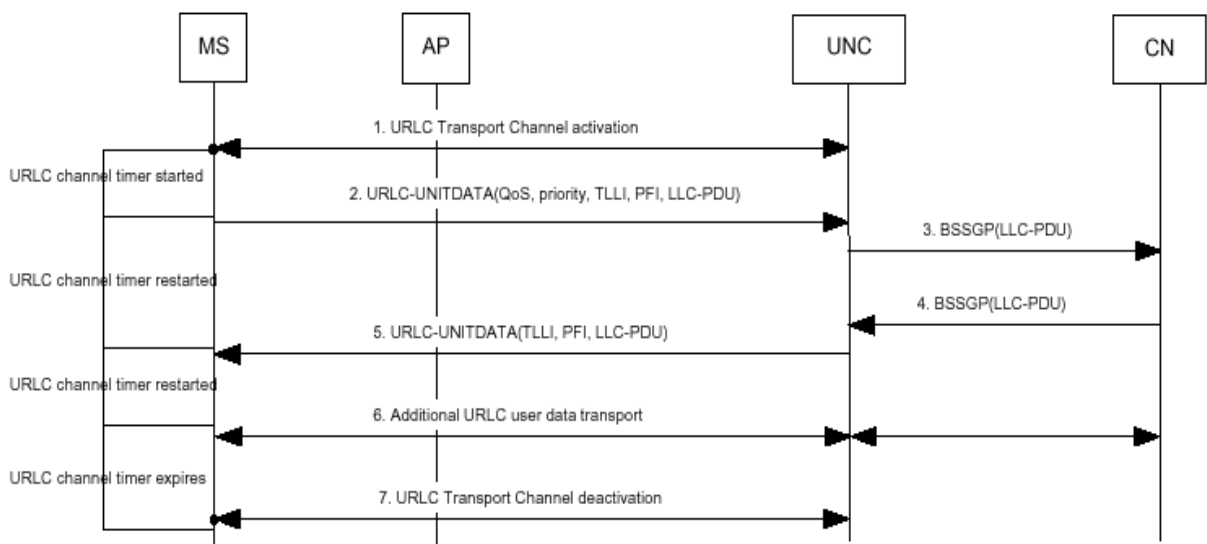 MS
AP
UNC
CN
1. URLC Transport Channel activation
URLC channel timer started
2. URLC-UNITDATA(QoS, priority, TLLI, PFI, LLC-PDU)
3. BSSGP(LLC-PDU)
URLC channel timer restarted
4. BSSGP(LLC-PDU)
5. URLC-UNITDATA(TLLI, PFI, LLC-PDU)
URLC channel timer restarted
6. Additional URLC user data transport
URLC channel timer expires
7. URLC Transport Channel deactivation